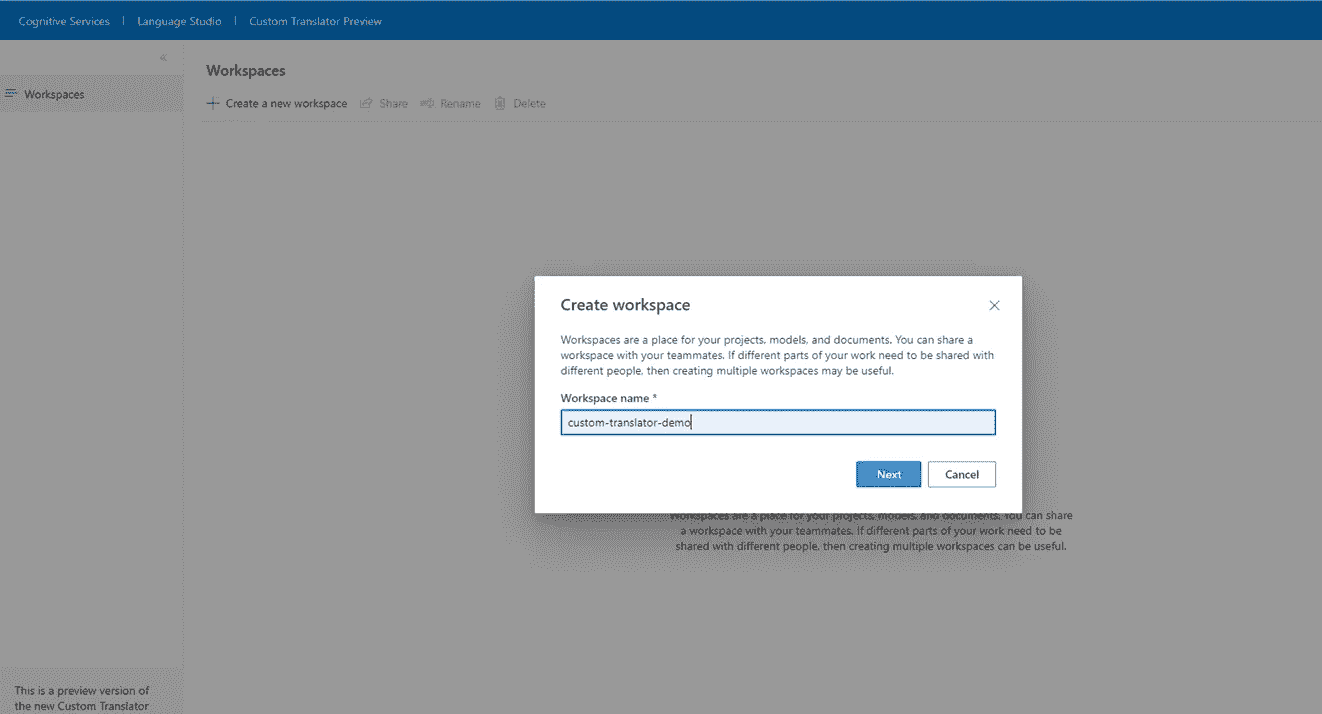 Cognitive Services | Language Studio | Custom Translator Preview
Workspaces
Workspaces
Create a new workspace Share Rename Delete
Create workspace
Workspaces are a place for your projects, models, and documents. You can share a
workspace with your teammates. If different parts of your work need to be shared with
different people, then creating multiple workspaces may be useful.
Workspace name *
custom-translator-demo
Next Cancel
Workspaces are a place for your projects, models, and documents. You can share
a workspace with your teammates. If different parts of your work need to be
shared with different people, then creating multiple workspaces can be useful.
This is a preview version of
the new Custom Translator